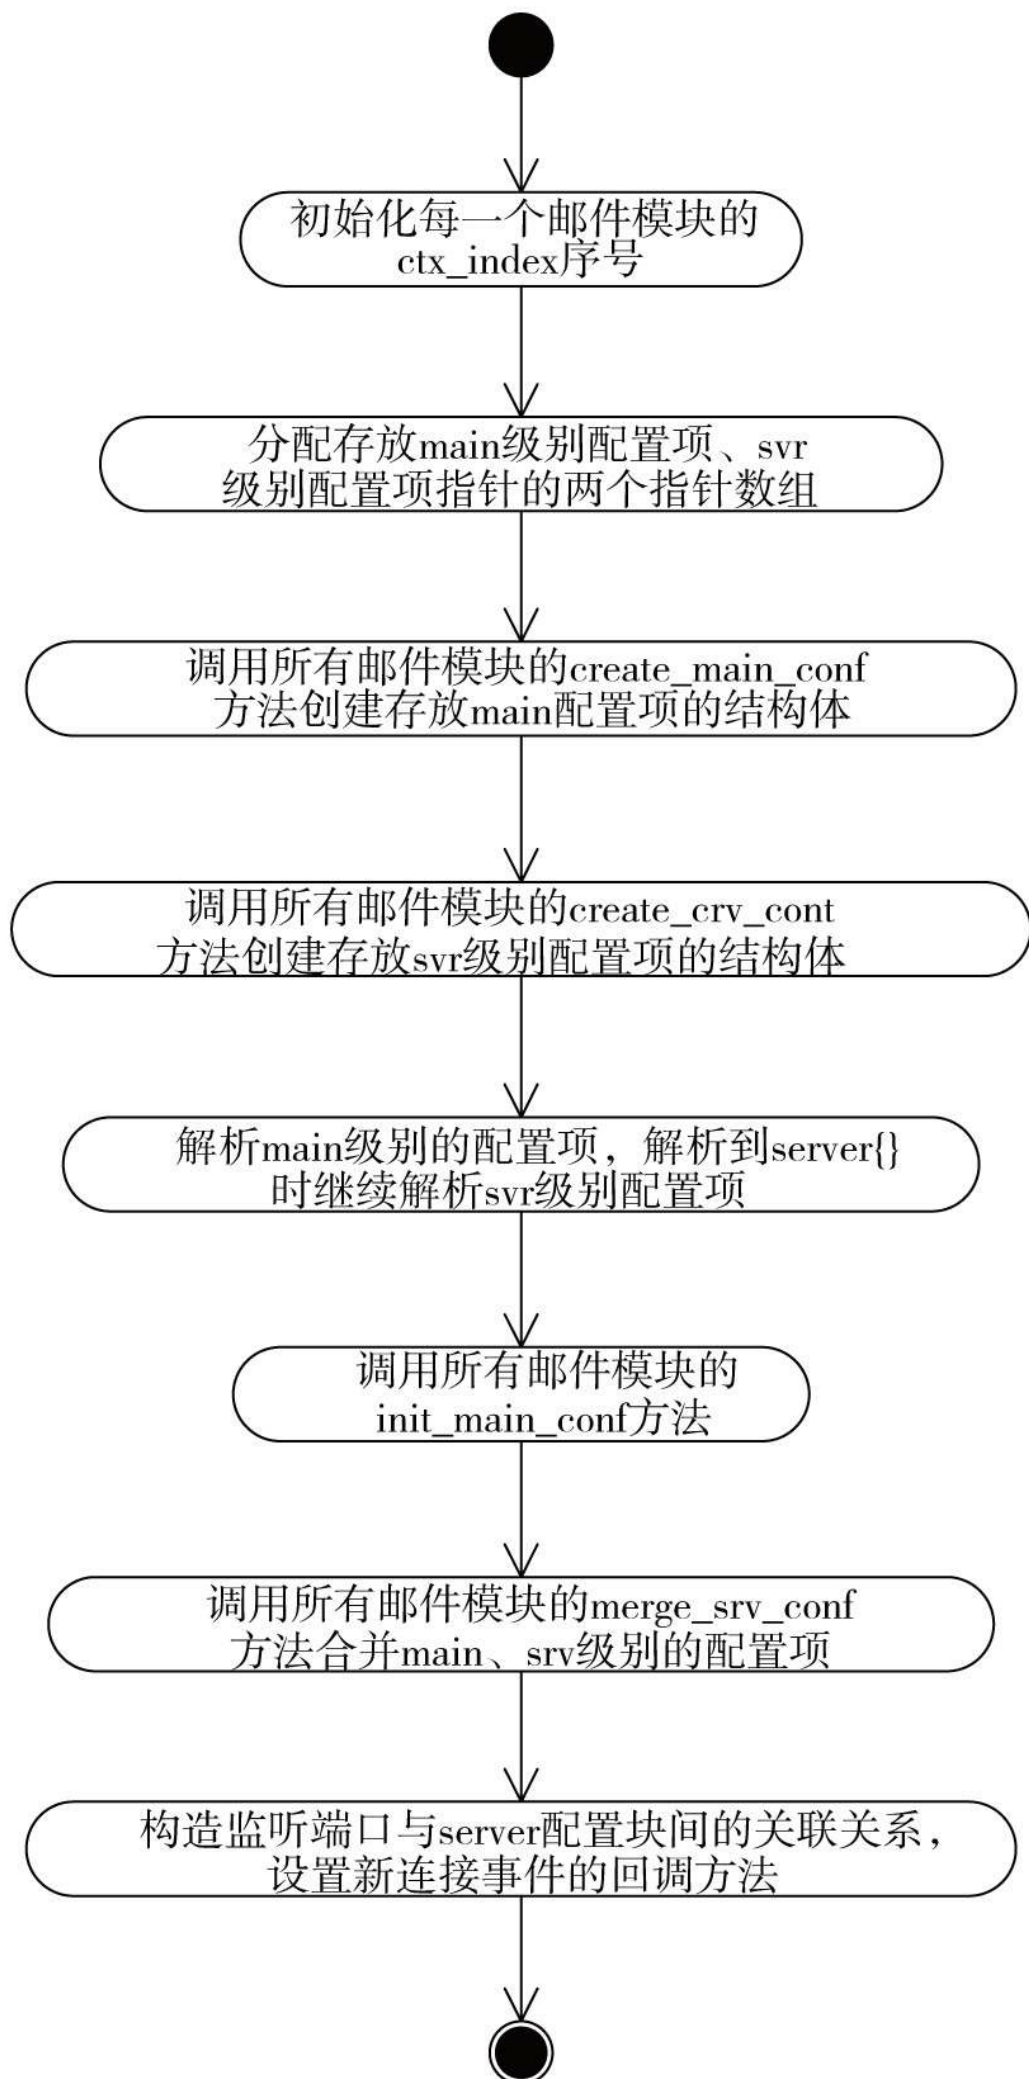 初始化每一个邮件模块的
ctx_index序号
分配存放main级别配置项、svr
级别配置项指针的两个指针数组
调用所有邮件模块的create_main_conf
方法创建存放main配置项的结构体
调用所有邮件模块的create_crv_cont
方法创建存放svr级别配置项的结构体
解析main级别的配置项，解析到server{}
时继续解析svr级别配置项
调用所有邮件模块的
init_main_conf方法
调用所有邮件模块的merge_srv_conf
方法合并main、srv级别的配置项
构造监听端口与server配置块间的关联关系，
设置新连接事件的回调方法